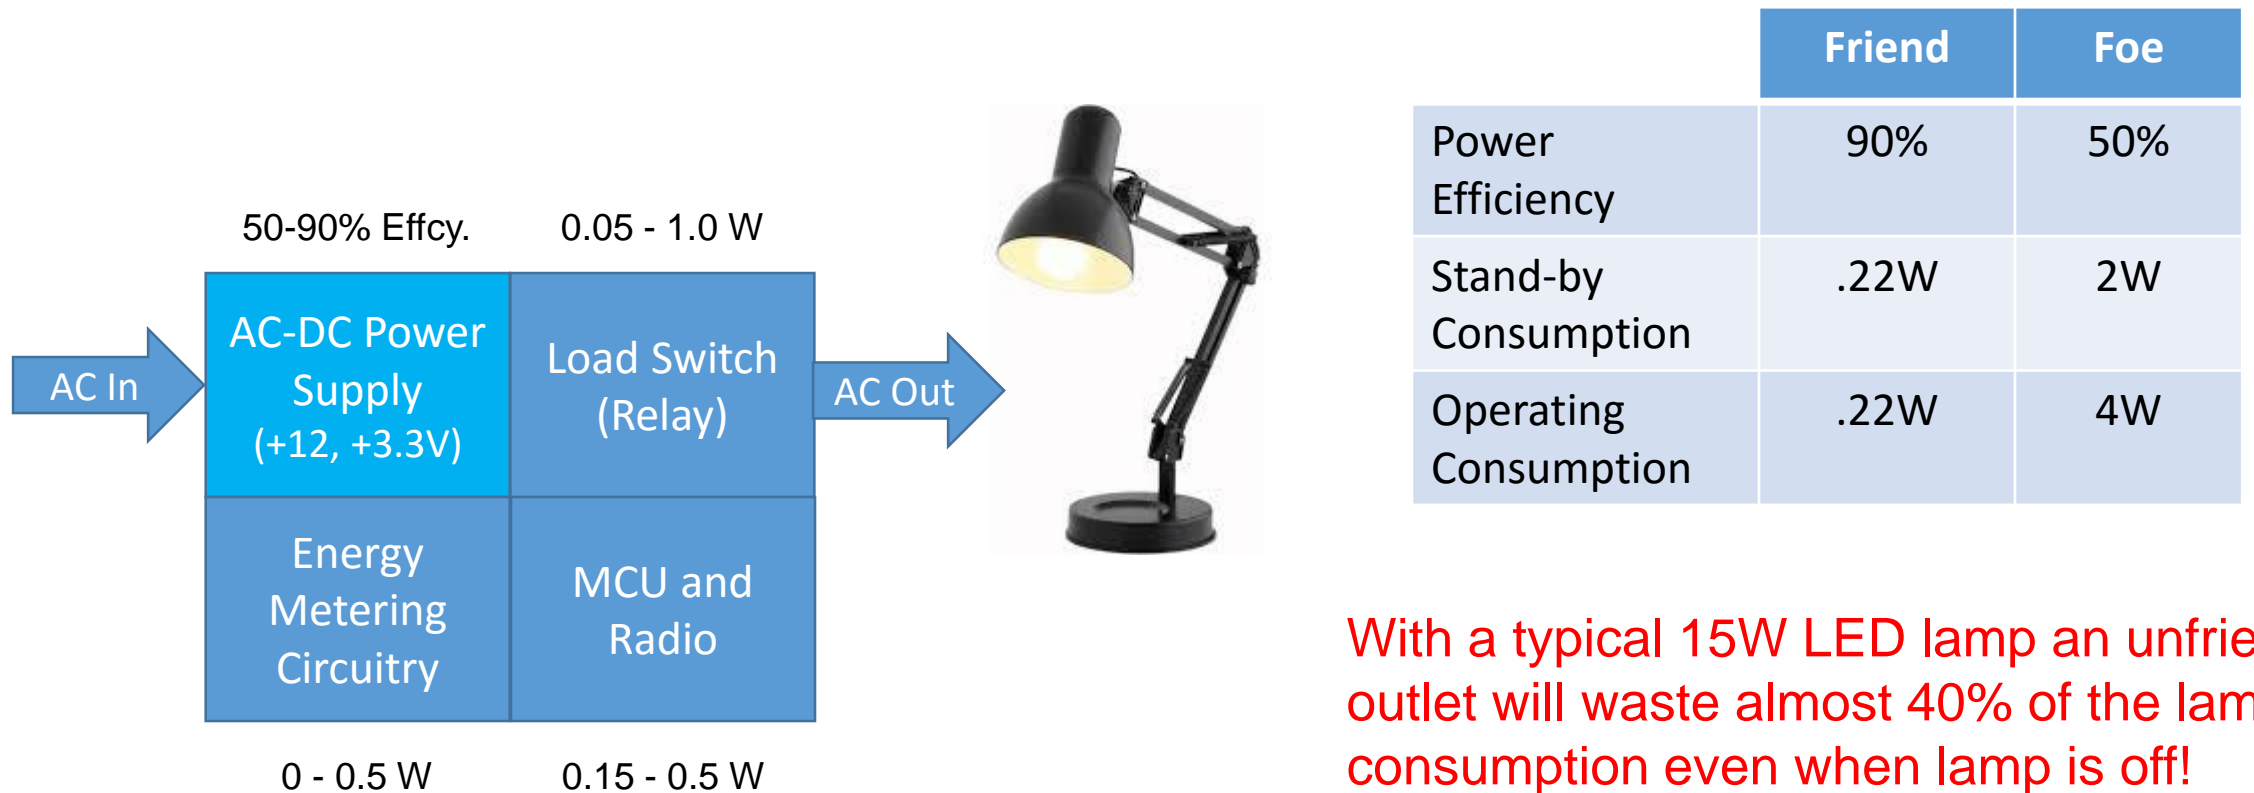 50-90% Effcy.
0.05 - 1.0 W
AC In
AC-DC Power
Supply
(+12, +3.3V)
Load Switch
(Relay)
AC Out
Energy
Metering
Circuitry
MCU and
Radio
0 - 0.5 W
0.15 - 0.5 W
Friend Foe
Power 90% 50%
Efficiency
Stand-by .22W 2W
Consumption
Operating .22W 4W
Consumption
With a typical 15W LED lamp an
outlet will waste almost 40% of the
consumption even when lamp is off!